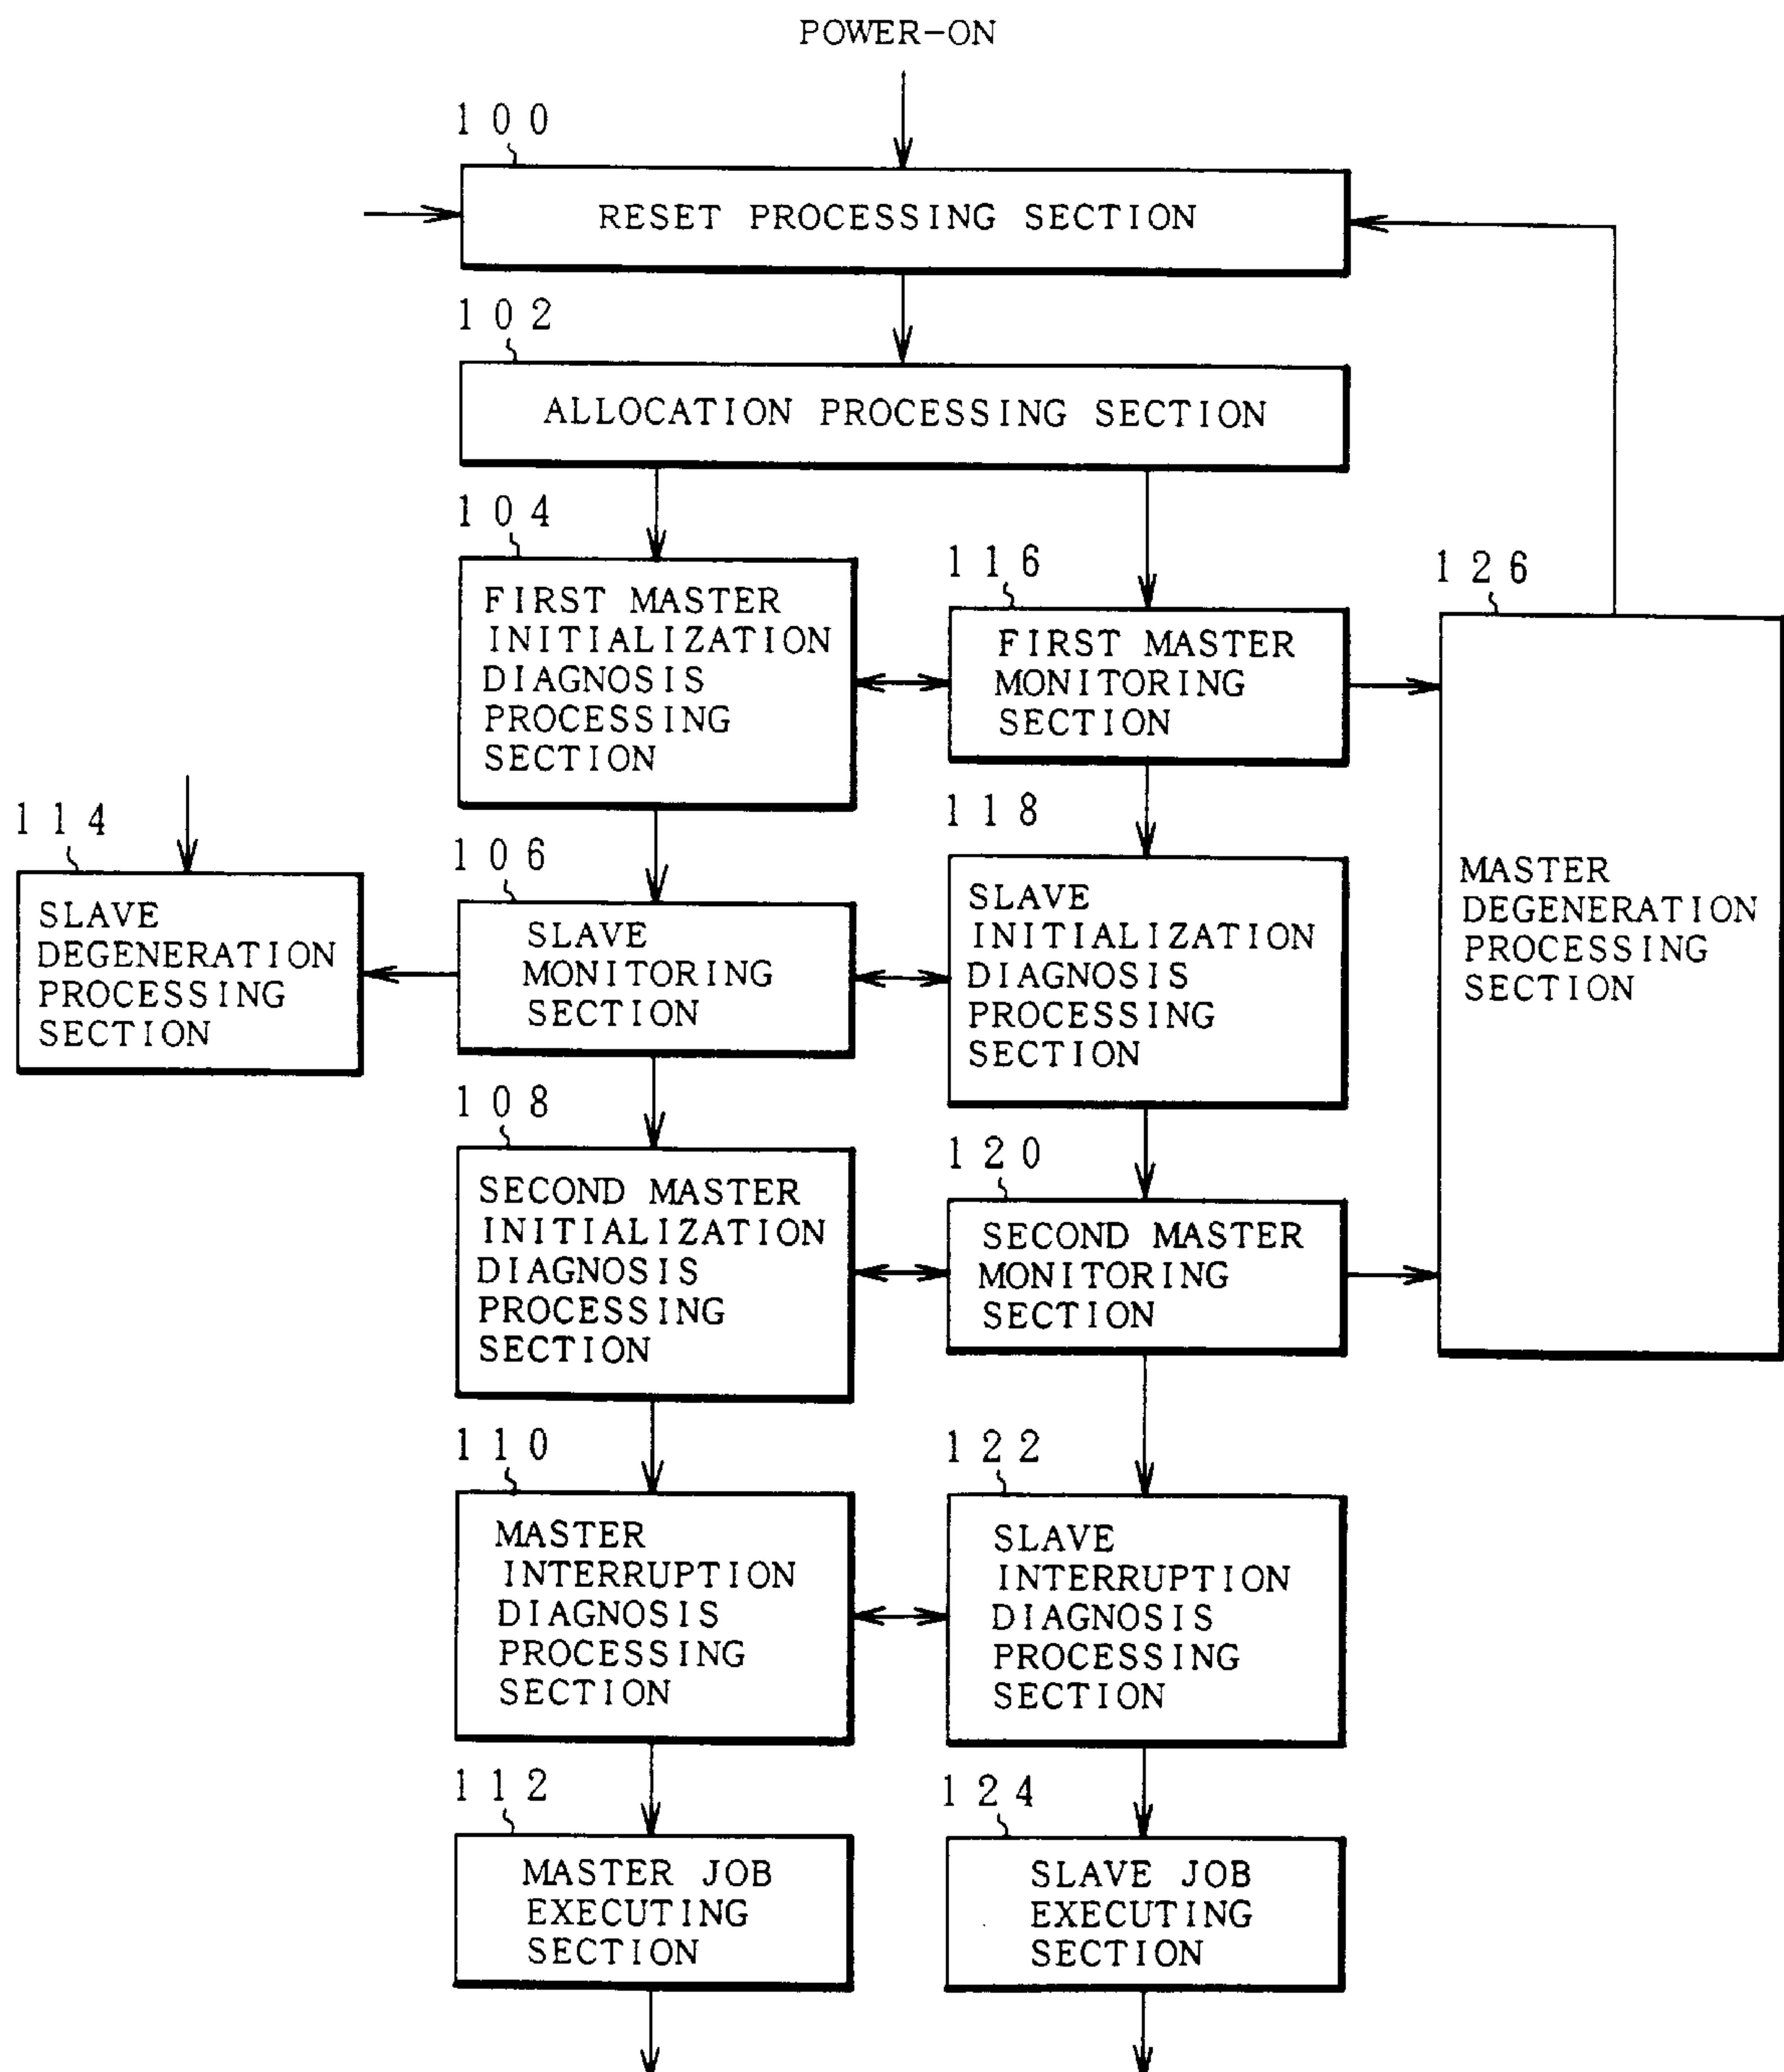 POWER-ON
100
RESET PROCESSING SECTION
102
ALLOCATION PROCESSING SECTION
104
FIRST MASTER
INITIALIZATION
DIAGNOSIS
PROCESSING
SECTION
116
FIRST MASTER
MONITORING
SECTION
126
MASTER
DEGENERATION
PROCESSING
SECTION
114
SLAVE
DEGENERATION
PROCESSING
SECTION
106
SLAVE
MONITORING
SECTION
118
SLAVE
INITIALIZATION
DIAGNOSIS
PROCESSING
SECTION
108
SECOND MASTER
INITIALIZATION
DIAGNOSIS
PROCESSING
SECTION
120
SECOND MASTER
MONITORING
SECTION
110
MASTER
INTERRUPTION
DIAGNOSIS
PROCESSING
SECTION
122
SLAVE
INTERRUPTION
DIAGNOSIS
PROCESSING
SECTION
112
MASTER JOB
EXECUTING
SECTION
124
SLAVE JOB
EXECUTING
SECTION